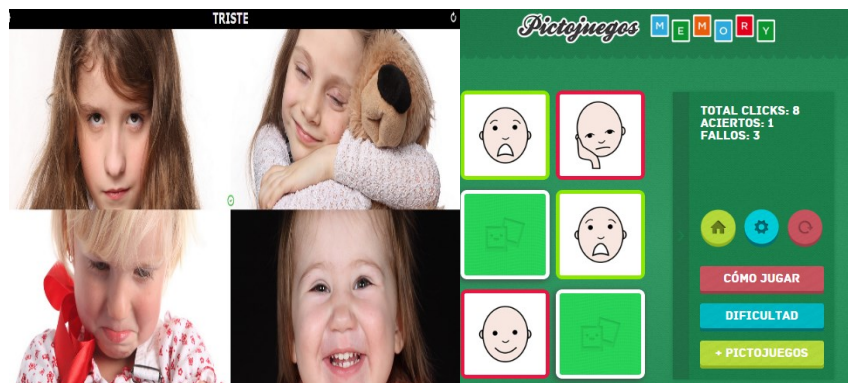 TRISTE
Pictojuegos MEMORY
TOTAL CLICKS: 8
ACIERTOS: 1
FALLOS: 3
CÓMO JUGAR
DIFICULTAD
+ PICTOJUEGOS